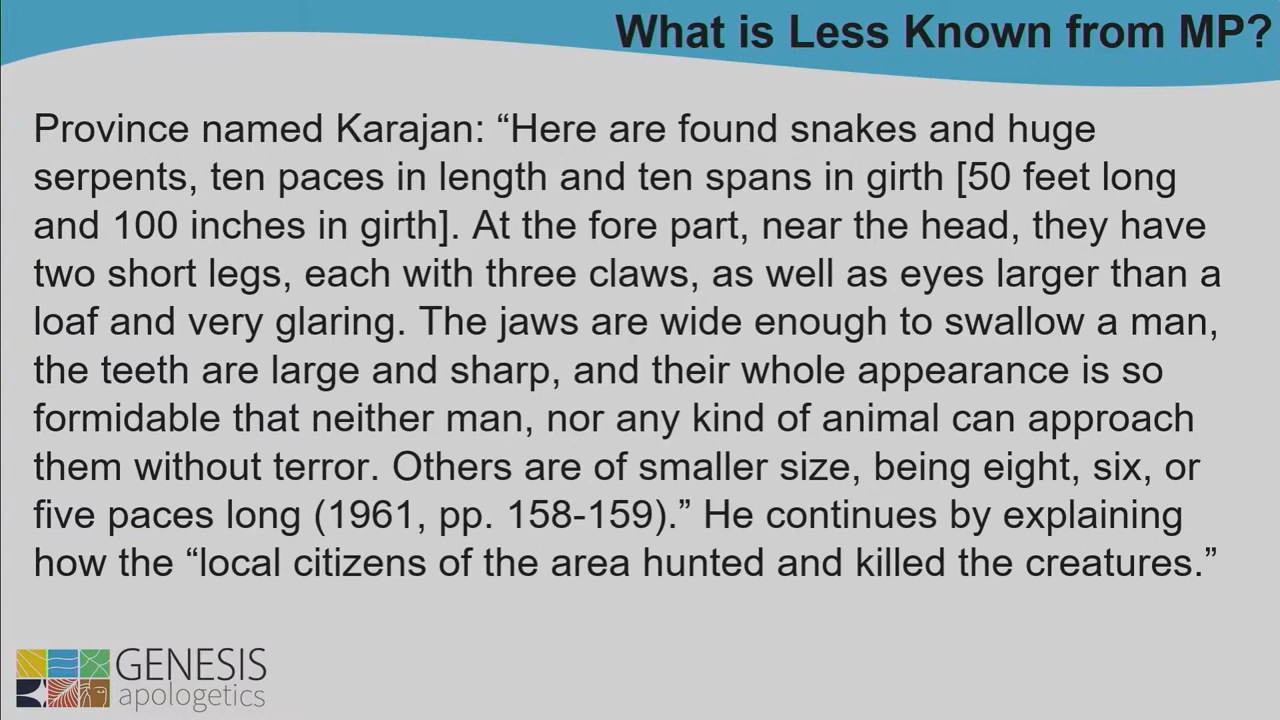 What is Less Known from MP?
Province named Karajan: “Here are found snakes and huge
serpents, ten paces in length and ten spans in girth [50 feet long
and 100 inches in girth]. At the fore part, near the head, they have
two short legs, each with three claws, as well as eyes larger than a
loaf and very glaring. The jaws are wide enough to swallow a man,
the teeth are large and sharp, and their whole appearance is so
formidable that neither man, nor any kind of animal can approach
them without terror. Others are of smaller size, being eight, six, or
five paces long (1961, pp. 158-159).” He continues by explaining
how the “local citizens of the area hunted and killed the creatures.”
GENESIS
apologetics